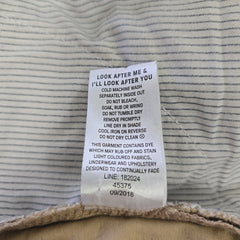 LOOK AFTER ME &
I'LL LOOK AFTER YOU
COLD MACHINE WASH
SEPARATELY INSIDE OUT
DO NOT BLEACH,
SOAK, RUB OR WRING
DO NOT TUMBLE DRY
REMOVE PROMPTLY
LINE DRY IN SHADE
COOL IRON ON REVERSE
DO NOT DRY CLEAN
THIS GARMENT CONTAINS DYE
WHICH MAY RUB OFF AND STAIN
LIGHT COLOURED FABRICS,
UNDERWEAR AND UPHOLSTERY
DESIGNED TO CONTINUALLY FADE
LINE: 182024
45375
09/2018